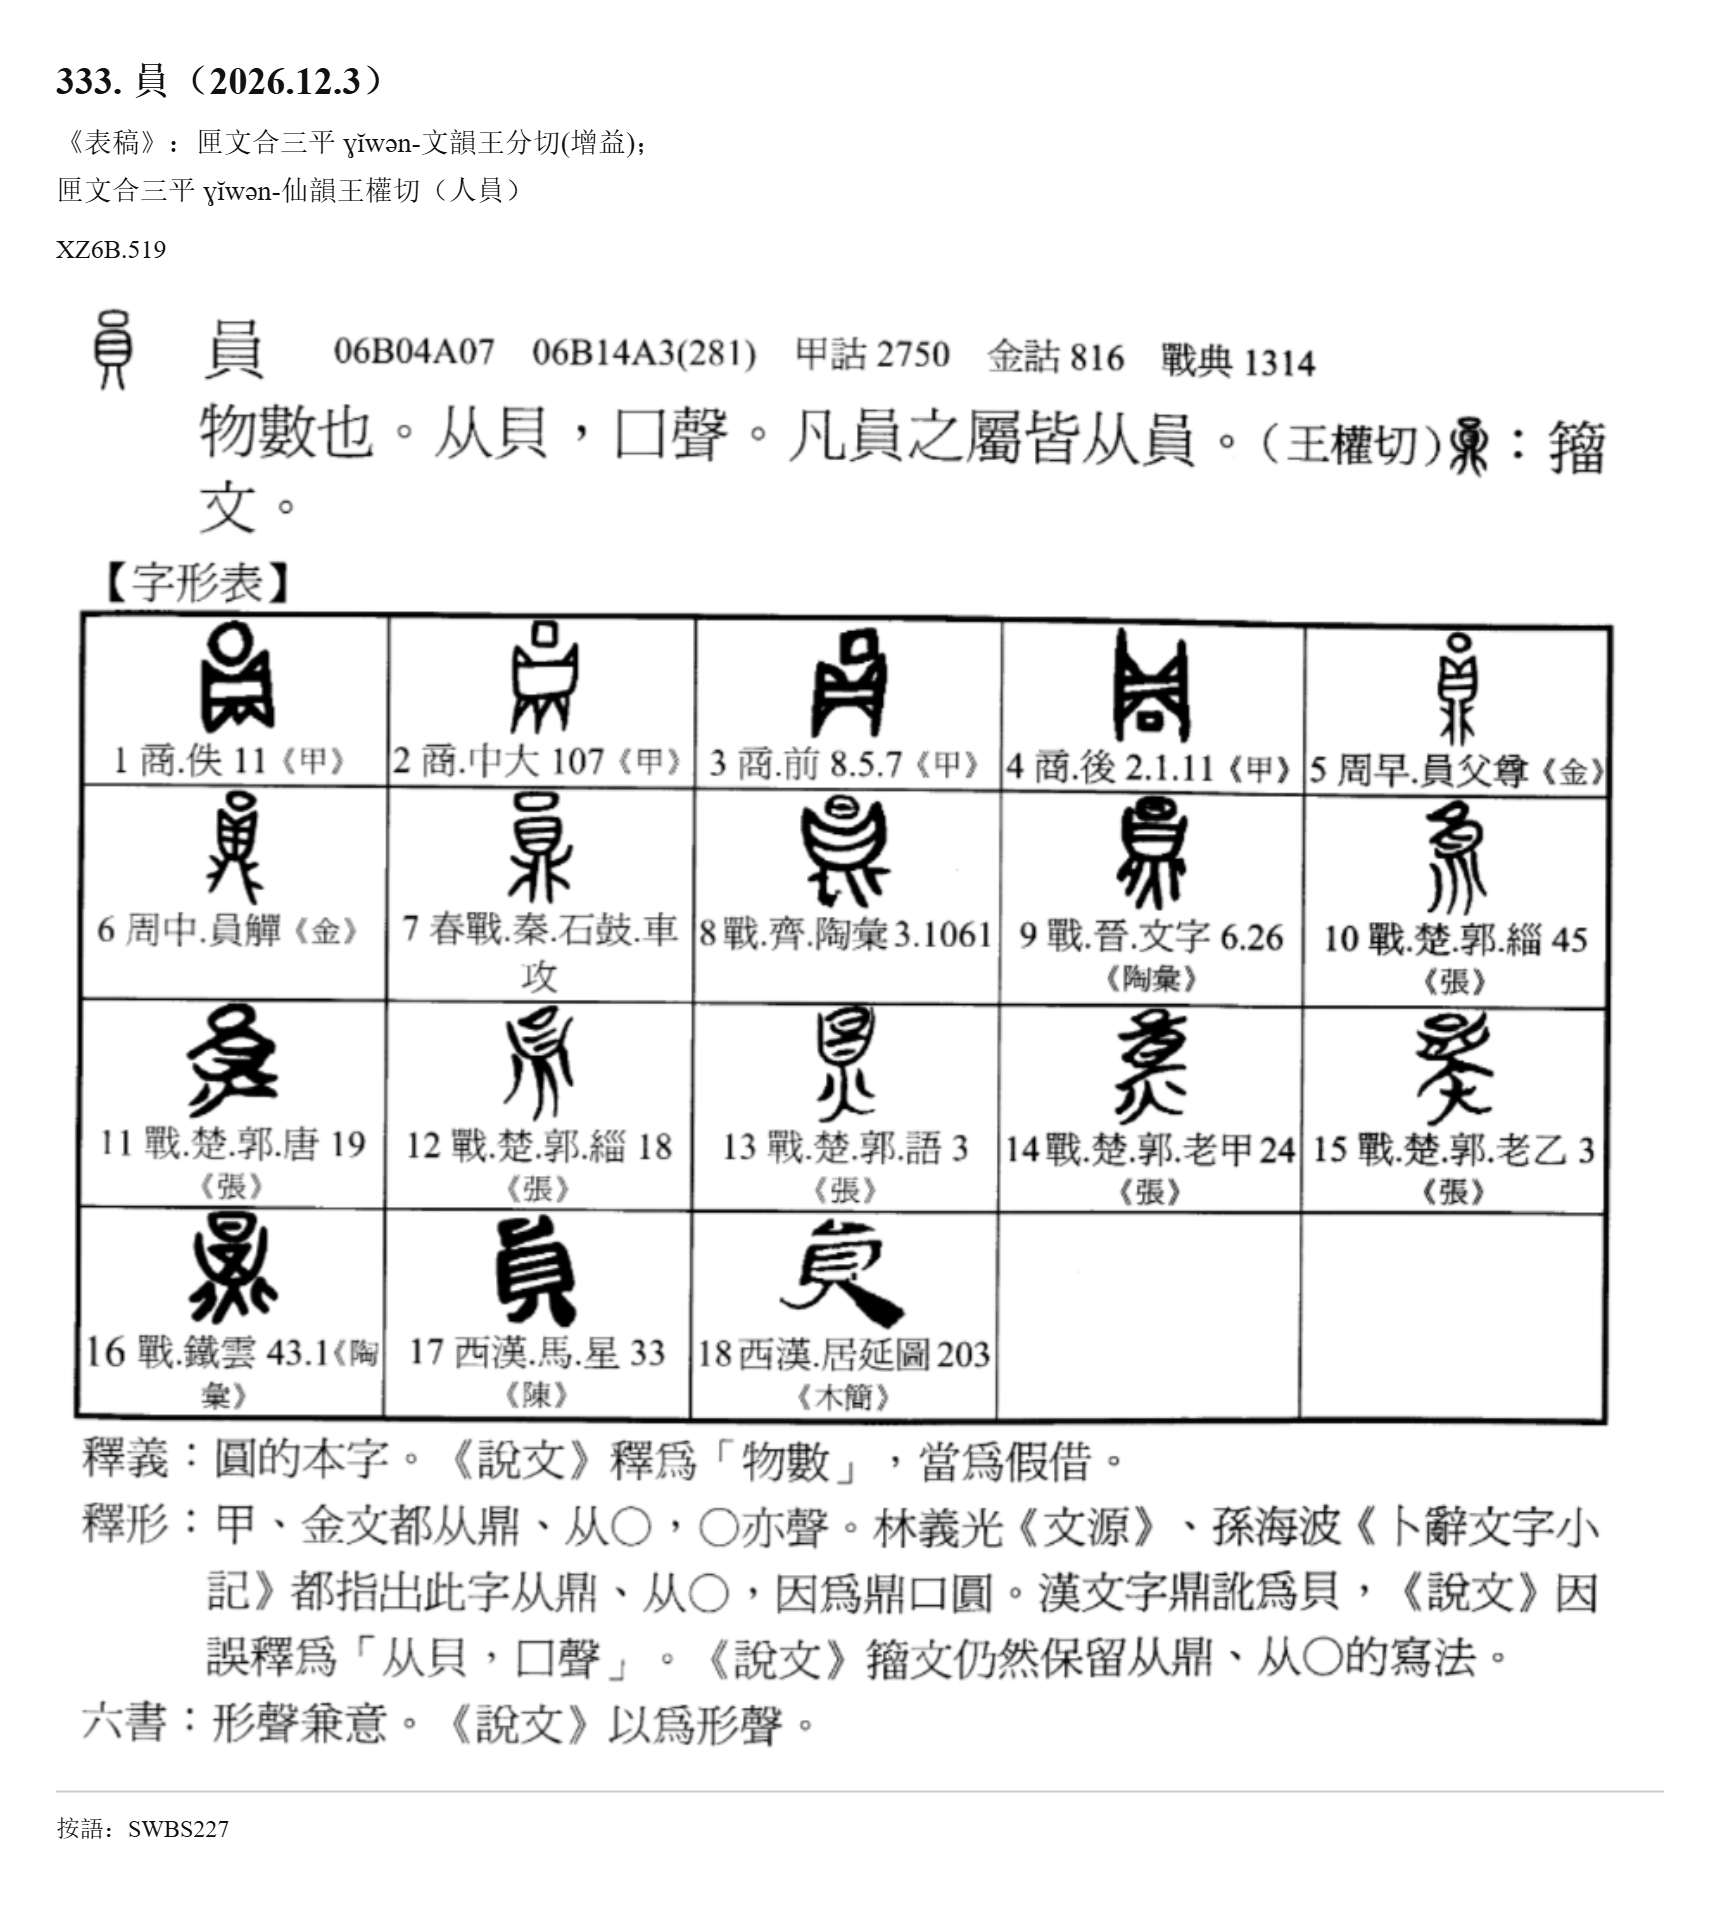 333. 員（2026.12.3）
《表稿》：匣文合三平 ɣĭwən-文韻王分切(增益)；
匣文合三平 ɣĭwən-仙韻王權切（人員）
XZ6B.519
員 06B04A07 06B14A3(281) 甲詁 2750 金詁 816 戰典 1314
物數也。从貝，囗聲。凡員之屬皆从員。（王權切）：籀
文。
【字形表】
1 商.佚 11《甲》 2 商.中大 107《甲》 3 商.前 8.5.7《甲》 4 商.後 2.1.11《甲》 5 周早.員父尊《金》
6 周中.員觶《金》 7 春戰.秦.石鼓.車 8 戰.齊.陶彙 3.1061 9 戰.晉.文字 6.26 10 戰.楚.郭.緇 45
攻 《陶彙》 《張》
11 戰.楚.郭.唐 19 12 戰.楚.郭.緇 18 13 戰.楚.郭.語 3 14 戰.楚.郭.老甲 24 15 戰.楚.郭.老乙 3
《張》 《張》 《張》 《張》 《張》
16 戰.鐵雲 43.1《陶 17 西漢.馬.星 33 18 西漢.居延圖 203
彙》 《陳》 《木簡》
釋義：圓的本字。《說文》釋爲「物數」，當爲假借。
釋形：甲、金文都从鼎、从〇，〇亦聲。林義光《文源》、孫海波《卜辭文字小
記》都指出此字从鼎、从〇，因爲鼎口圓。漢文字鼎訛爲貝，《說文》因
誤釋爲「从貝，囗聲」。《說文》籀文仍然保留从鼎、从〇的寫法。
六書：形聲兼意。《說文》以爲形聲。
按語：SWBS227